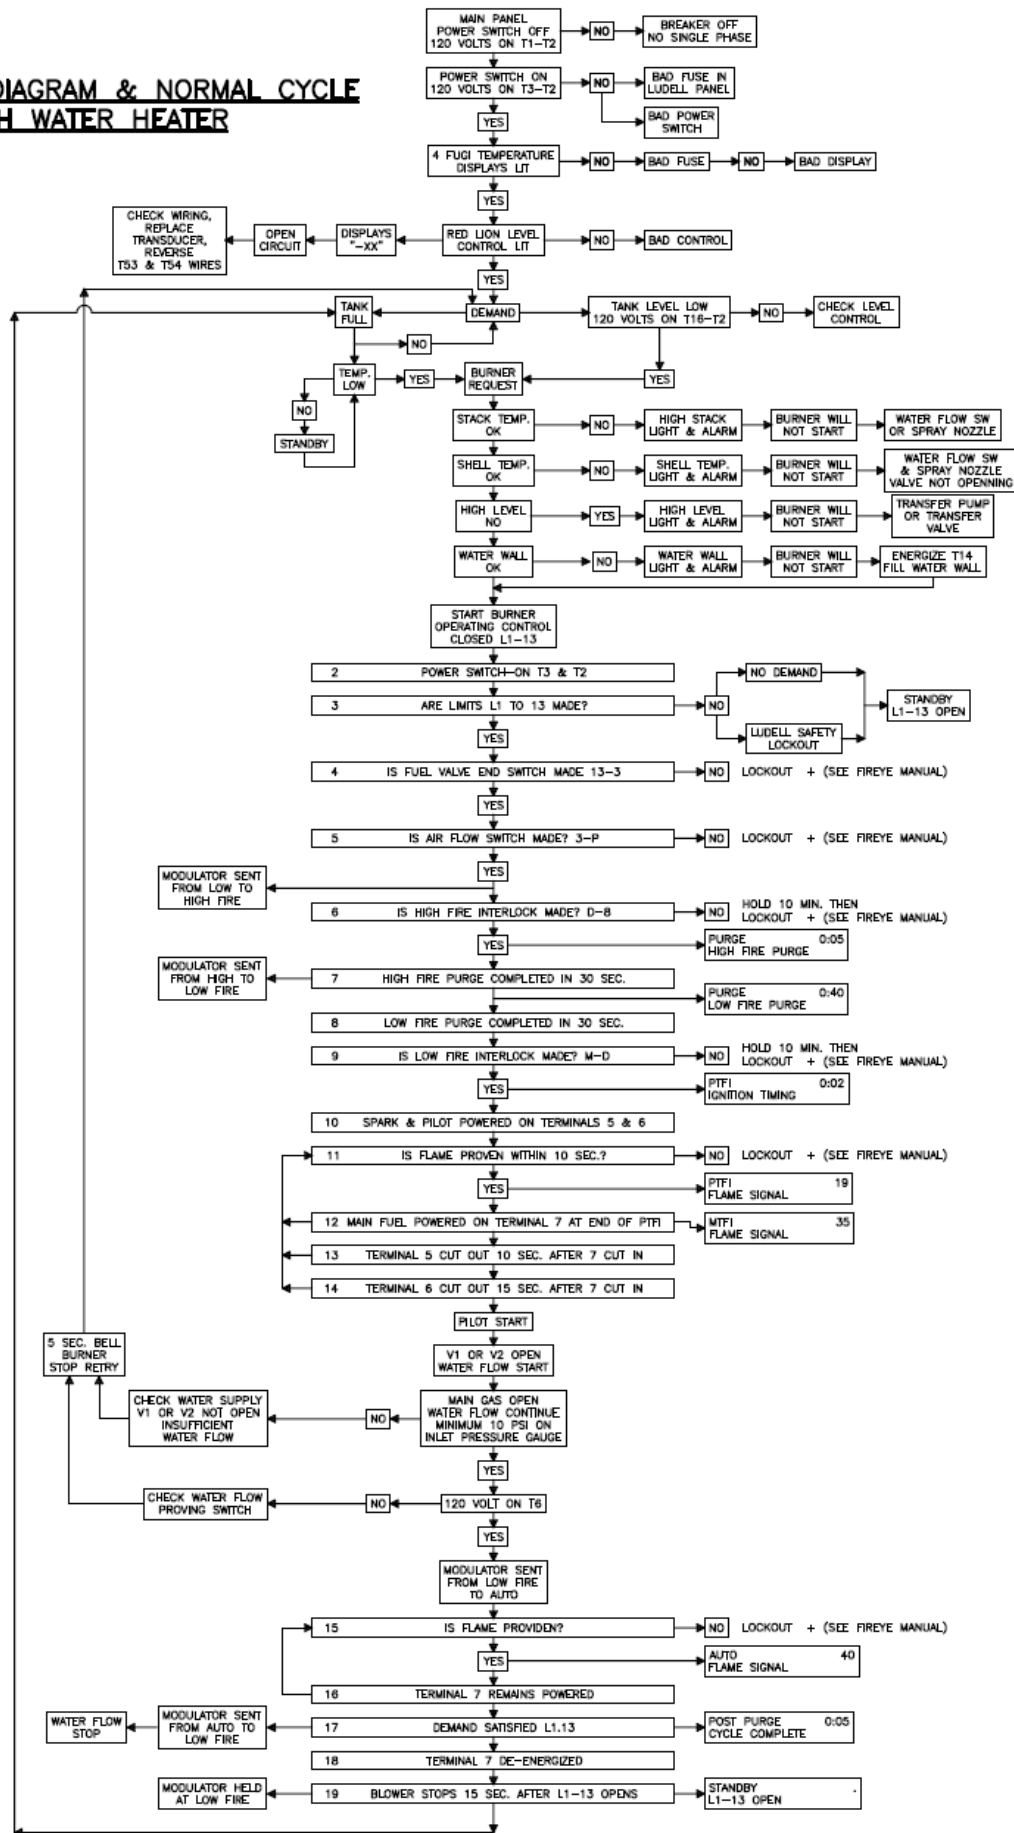 DIAGRAM & NORMAL CYCLE
H WATER HEATER
MAIN PANEL
POWER SWITCH OFF
120 VOLTS ON T1-T2
NO
BREAKER OFF
NO SINGLE PHASE
POWER SWITCH ON
120 VOLTS ON T3-T2
NO
BAD FUSE IN
LUDELL PANEL
BAD POWER
SWITCH
YES
4 FUGI TEMPERATURE
DISPLAYS LIT
NO
BAD FUSE
NO
BAD DISPLAY
YES
CHECK WIRING,
REPLACE
TRANSDUCER,
REVERSE
T53 & T54 WIRES
OPEN
CIRCUIT
DISPLAYS
"-XX"
RED LION LEVEL
CONTROL LIT
NO
BAD CONTROL
YES
TANK
FULL
DEMAND
TANK LEVEL LOW
120 VOLTS ON T16-T2
NO
CHECK LEVEL
CONTROL
NO
TEMP.
LOW
YES
BURNER
REQUEST
YES
NO
STANDBY
STACK TEMP.
OK
NO
HIGH STACK
LIGHT & ALARM
BURNER WILL
NOT START
WATER FLOW SW
OR SPRAY NOZZLE
SHELL TEMP.
OK
NO
SHELL TEMP.
LIGHT & ALARM
BURNER WILL
NOT START
WATER FLOW SW
& SPRAY NOZZLE
VALVE NOT OPENNING
HIGH LEVEL
NO
YES
HIGH LEVEL
LIGHT & ALARM
BURNER WILL
NOT START
TRANSFER PUMP
OR TRANSFER
VALVE
WATER WALL
OK
NO
WATER WALL
LIGHT & ALARM
BURNER WILL
NOT START
ENERGIZE T14
FILL WATER WALL
START BURNER
OPERATING CONTROL
CLOSED L1-13
2 POWER SWITCH-ON T3 & T2
3 ARE LIMITS L1 TO 13 MADE?
NO
NO DEMAND
LUDELL SAFETY
LOCKOUT
STANDBY
L1-13 OPEN
YES
4 IS FUEL VALVE END SWITCH MADE 13-3
NO LOCKOUT + (SEE FIREYE MANUAL)
YES
5 IS AIR FLOW SWITCH MADE? 3-P
NO LOCKOUT + (SEE FIREYE MANUAL)
YES
MODULATOR SENT
FROM LOW TO
HIGH FIRE
6 IS HIGH FIRE INTERLOCK MADE? D-8
NO
HOLD 10 MIN. THEN
LOCKOUT + (SEE FIREYE MANUAL)
YES
PURGE 0:05
HIGH FIRE PURGE
MODULATOR SENT
FROM HIGH TO
LOW FIRE
7 HIGH FIRE PURGE COMPLETED IN 30 SEC.
PURGE 0:40
LOW FIRE PURGE
8 LOW FIRE PURGE COMPLETED IN 30 SEC.
9 IS LOW FIRE INTERLOCK MADE? M-D
NO
HOLD 10 MIN. THEN
LOCKOUT + (SEE FIREYE MANUAL)
YES
PTFI 0:02
IGNITION TIMING
10 SPARK & PILOT POWERED ON TERMINALS 5 & 6
11 IS FLAME PROVEN WITHIN 10 SEC.?
NO LOCKOUT + (SEE FIREYE MANUAL)
YES
PTFI 19
FLAME SIGNAL
12 MAIN FUEL POWERED ON TERMINAL 7 AT END OF PTFI
MTFI 35
FLAME SIGNAL
13 TERMINAL 5 CUT OUT 10 SEC. AFTER 7 CUT IN
14 TERMINAL 6 CUT OUT 15 SEC. AFTER 7 CUT IN
PILOT START
5 SEC. BELL
BURNER
STOP RETRY
V1 OR V2 OPEN
WATER FLOW START
CHECK WATER SUPPLY
V1 OR V2 NOT OPEN
INSUFFICIENT
WATER FLOW
NO
MAIN GAS OPEN
WATER FLOW CONTINUE
MINIMUM 10 PSI ON
INLET PRESSURE GAUGE
YES
CHECK WATER FLOW
PROVING SWITCH
NO
120 VOLT ON T6
YES
MODULATOR SENT
FROM LOW FIRE
TO AUTO
15 IS FLAME PROVIDEN?
NO LOCKOUT + (SEE FIREYE MANUAL)
YES
AUTO 40
FLAME SIGNAL
16 TERMINAL 7 REMAINS POWERED
WATER FLOW
STOP
MODULATOR SENT
FROM AUTO TO
LOW FIRE
17 DEMAND SATISFIED L1.13
POST PURGE 0:05
CYCLE COMPLETE
18 TERMINAL 7 DE-ENERGIZED
MODULATOR HELD
AT LOW FIRE
19 BLOWER STOPS 15 SEC. AFTER L1-13 OPENS
STANDBY .
L1-13 OPEN